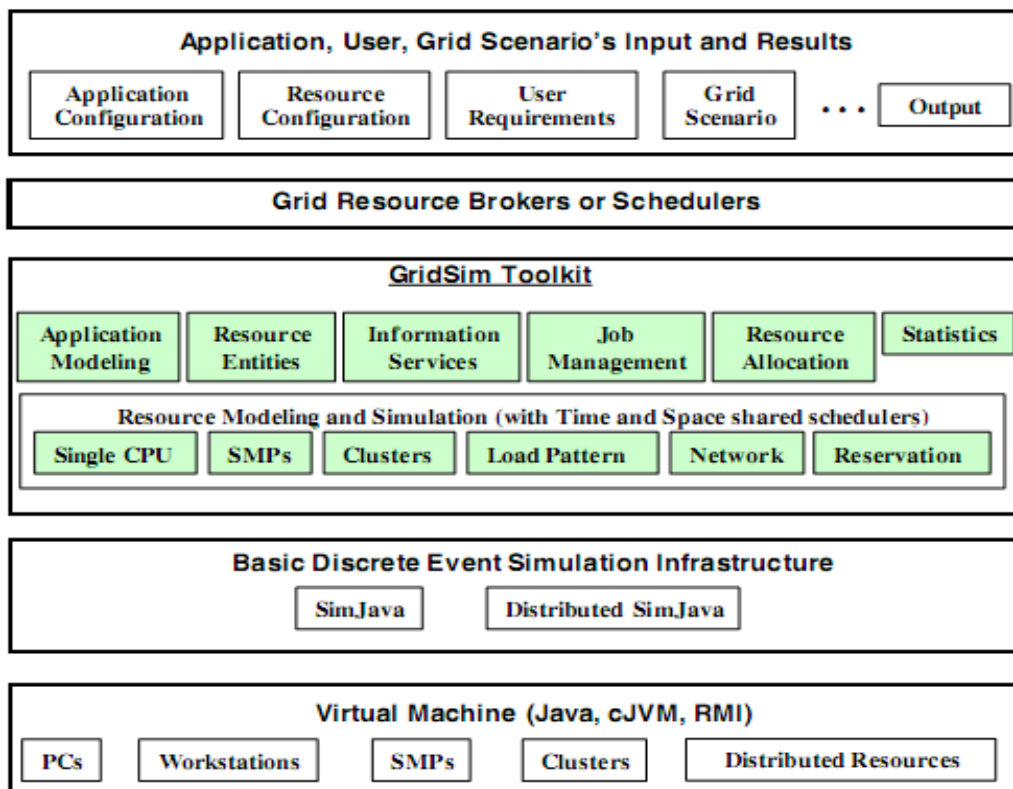 Application, User, Grid Scenario's Input and Results
Application
Configuration
Resource
Configuration
User
Requirements
Grid
Scenario
...
Output
Grid Resource Brokers or Schedulers
GridSim Toolkit
Application
Modeling
Resource
Entities
Information
Services
Job
Management
Resource
Allocation
Statistics
Resource Modeling and Simulation (with Time and Space shared schedulers)
Single CPU
SMPs
Clusters
Load Pattern
Network
Reservation
Basic Discrete Event Simulation Infrastructure
SimJava
Distributed SimJava
Virtual Machine (Java, cJVM, RMI)
PCs
Workstations
SMPs
Clusters
Distributed Resources